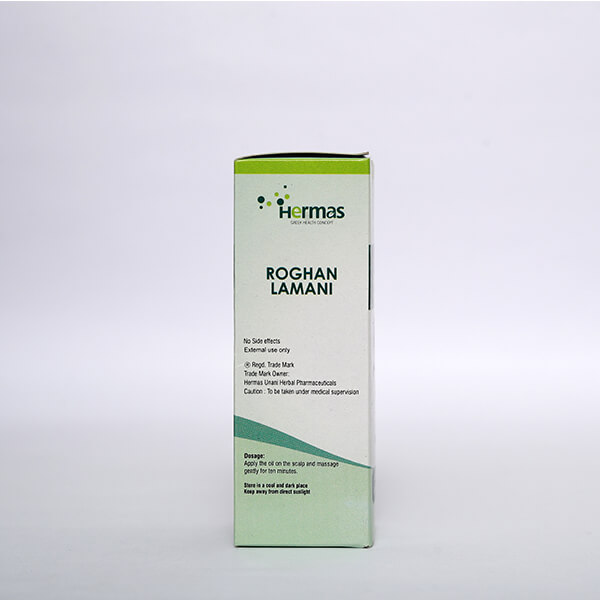 Hermas
GREEK HEALTH CONCEPT
ROGHAN
LAMANI
No Side effects
External use only
® Regd. Trade Mark
Trade Mark Owner:
Hermas Unani Herbal Pharmaceuticals
Caution : To be taken under medical supervision
Dosage:
Apply the oil on the scalp and massage
gently for ten minutes.
Store in a cool and dark place
Keep away from direct sunlight